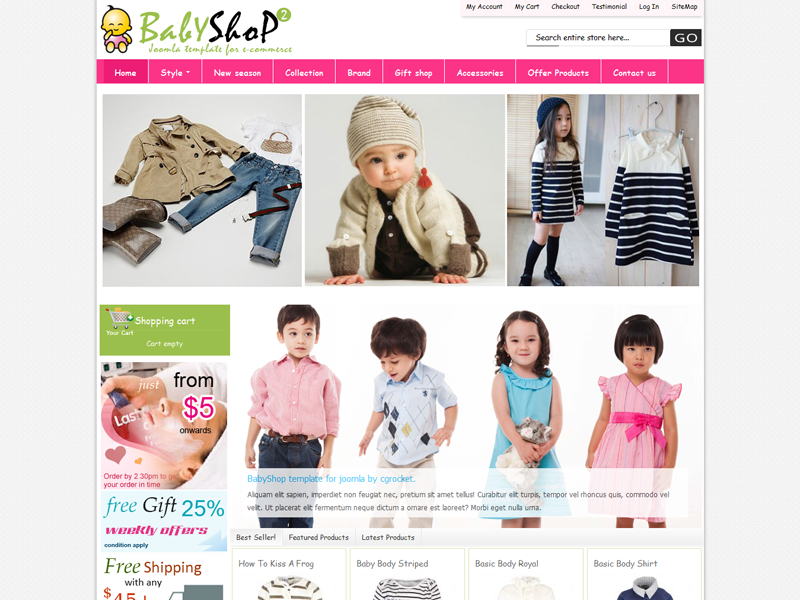 My Account My Cart Checkout Testimonial Log In SiteMap
BabyShoP 2
Joomla template for e-commerce
Search entire store here... GO
Home Style New season Collection Brand Gift shop Accessories Offer Products Contact us
Shopping cart
Your Cart
Cart empty
just from
$5
onwards
Order by 2.30pm to get
your order in time
free Gift 25%
weekly offers
condition apply
Free Shipping
with any
BabyShop template for joomla by cgrocket.
Aliquam elit sapien, imperdiet non feugiat nec, pretium sit amet tellus! Curabitur elit turpis, tempor vel rhoncus quis, commodo vel
velit. Ut placerat elit fermentum neque dictum a ornare est laoreet? Morbi eget nulla urna.
Best Seller! Featured Products Latest Products
How To Kiss A Frog Baby Body Striped Basic Body Royal Basic Body Shirt